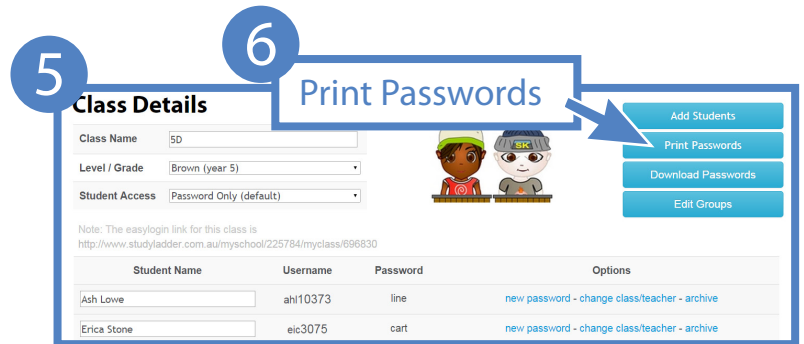 5
6
Print Passwords
Class Details
Class Name 5D
Level / Grade Brown (year 5)
Student Access Password Only (default)
SK
Add Students
Print Passwords
Download Passwords
Edit Groups
Note: The easylogin link for this class is
http://www.studyladder.com.au/myschool/225784/myclass/696830
Student Name Username Password Options
Ash Lowe ahl10373 line new password - change class/teacher - archive
Erica Stone eic3075 cart new password - change class/teacher - archive